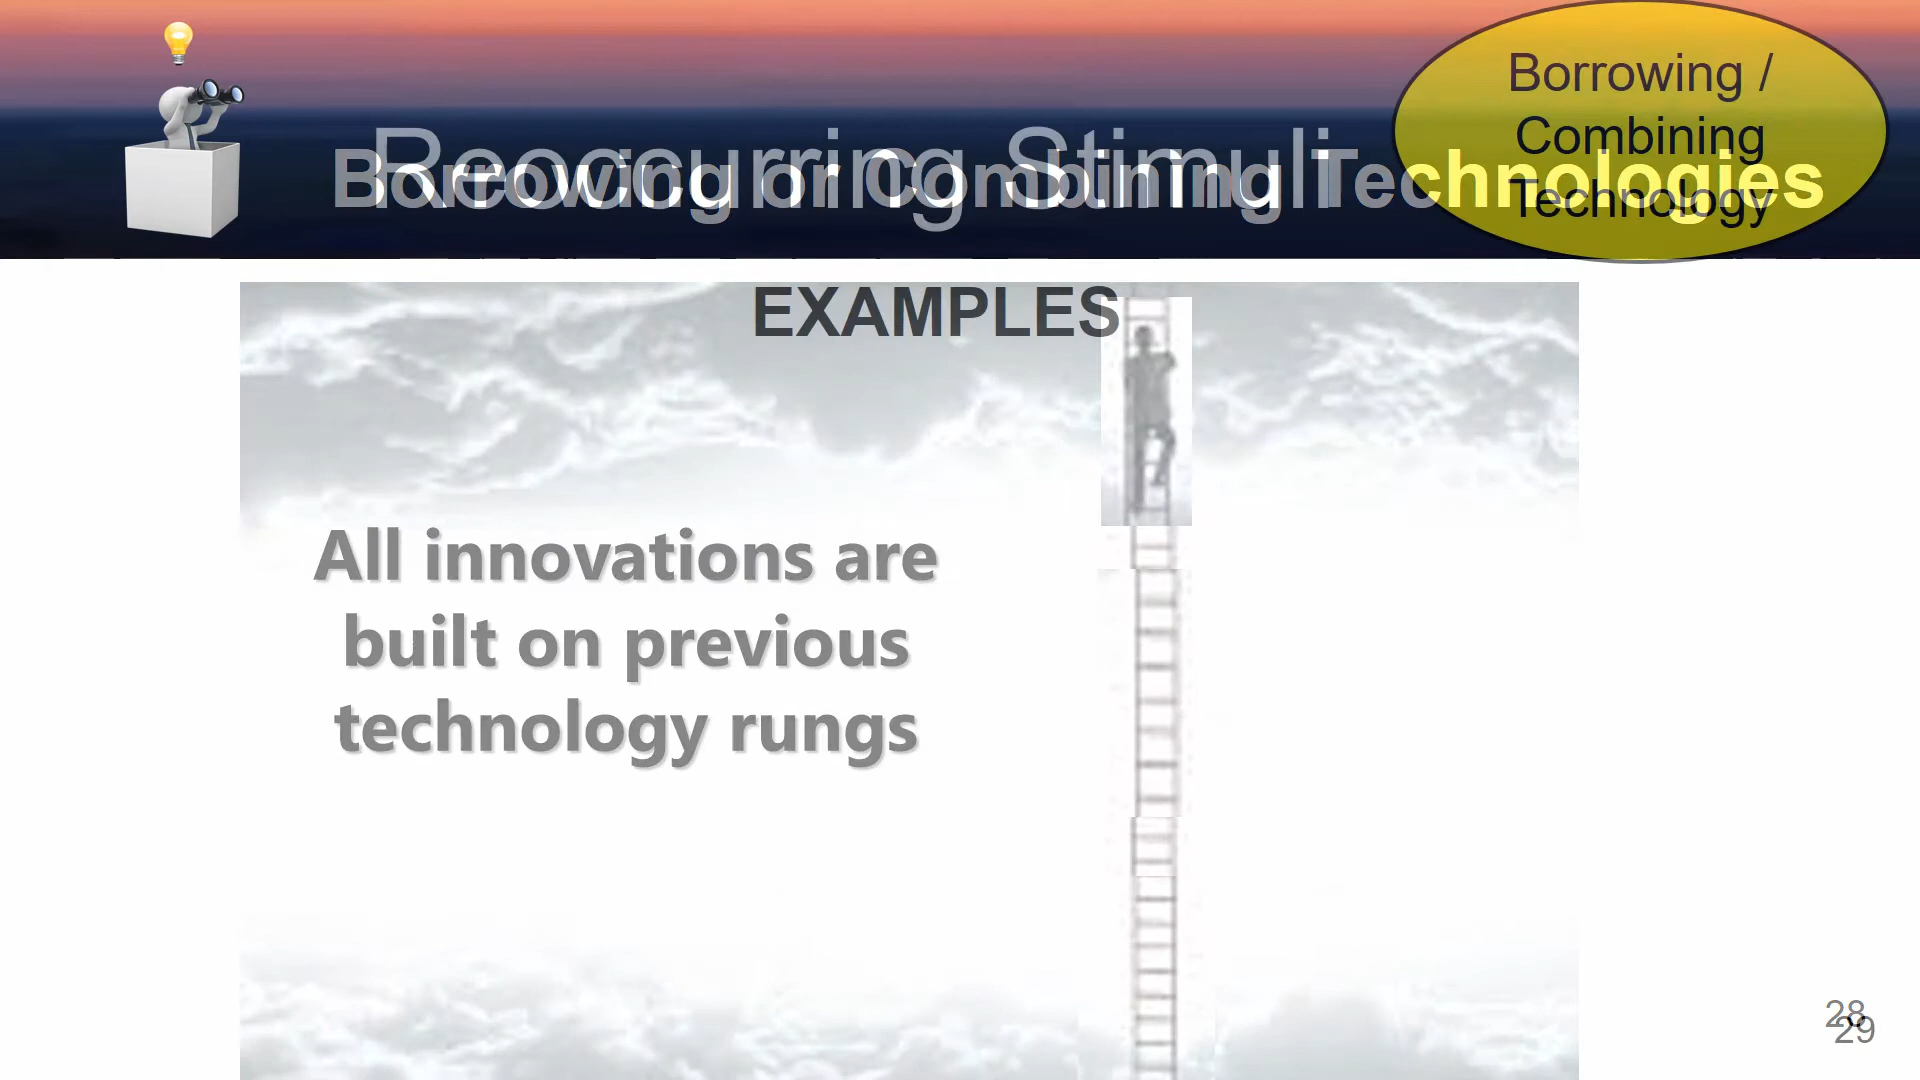 Borrowing /
Combining
Technology
Reoccurring Stimuli
Borrowing or Combining Technologies
EXAMPLES
All innovations are
built on previous
technology rungs
28
29